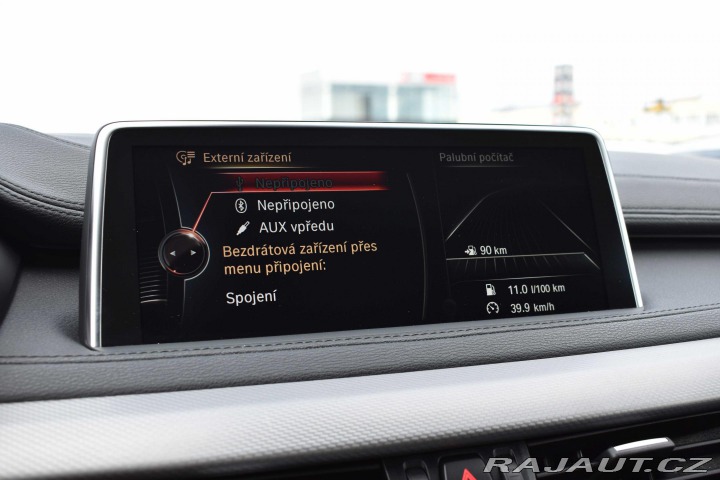 Externí zařízení
Nepřipojeno
Nepřipojeno
AUX vpředu
Bezdrátová zařízení přes
menu připojení:
Spojení
Palubní počítač
90 km
11.0 l/100 km
39.9 km/h
RAJAUT.CZ